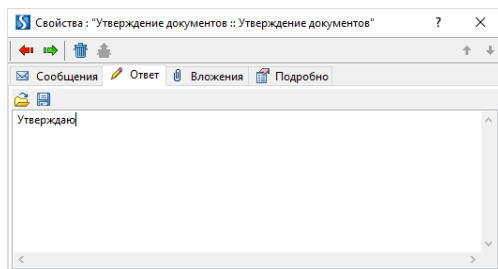 Свойства : "Утверждение документов :: Утверждение документов"
Сообщения Ответ Вложения Подробно
Утверждаю